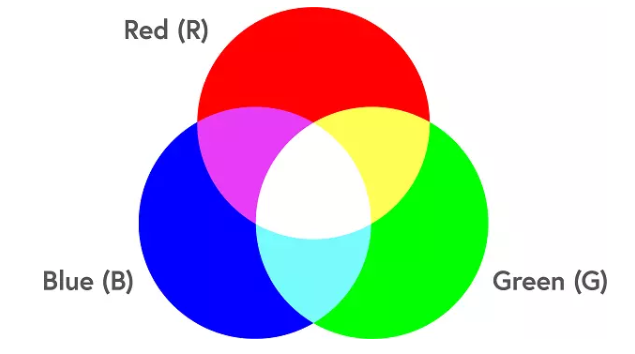 Red (R)
Blue (B)
Green (G)